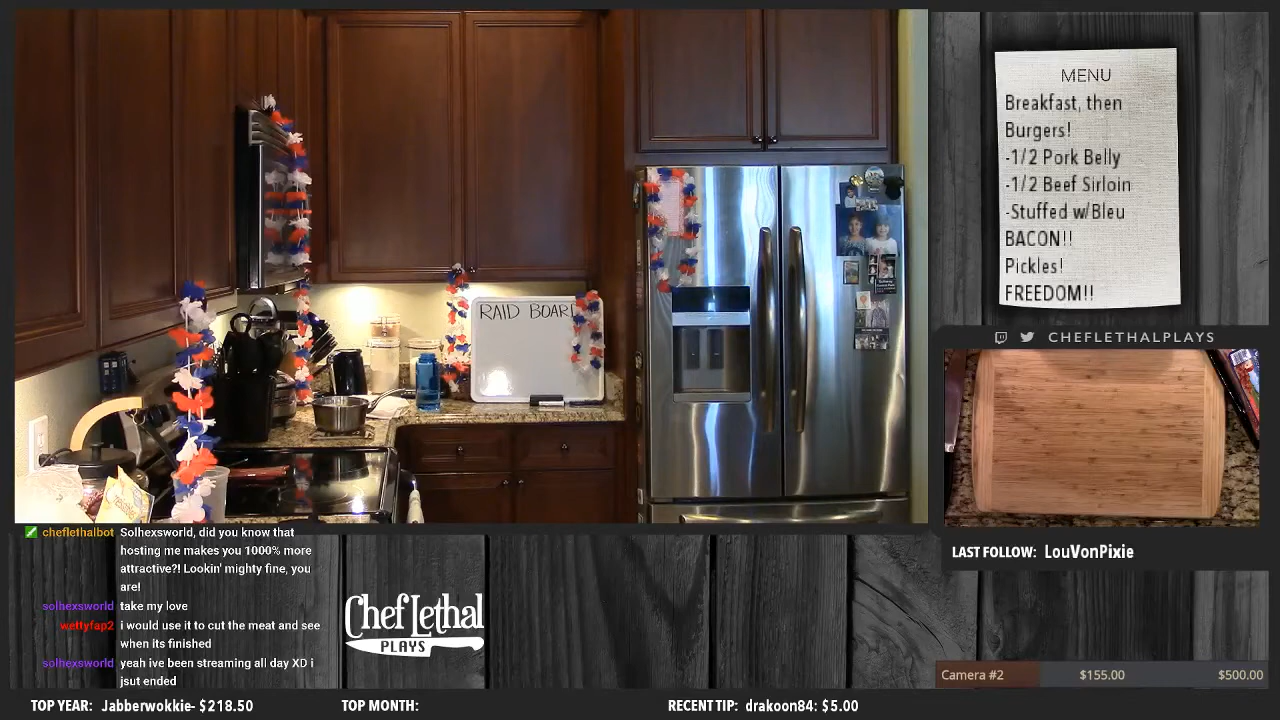 MENU
Breakfast, then
Burgers!
-1/2 Pork Belly
-1/2 Beef Sirloin
-Stuffed w/Bleu
BACON!!
Pickles!
FREEDOM!!
RAID BOARD
CHEFLETHALPLAYS
LAST FOLLOW: LouVonPixie
cheflethalbot Solhexsworld, did you know that
hosting me makes you 1000% more
attractive?! Lookin' mighty fine, you
are!
solhexsworld take my love
wettyfap2 i would use it to cut the meat and see
when its finished
solhexsworld yeah ive been streaming all day XD i
jsut ended
Chef Lethal
PLAYS
Camera #2 $155.00 $500.00
TOP YEAR: Jabberwokkie- $218.50
TOP MONTH:
RECENT TIP: drakoon84: $5.00